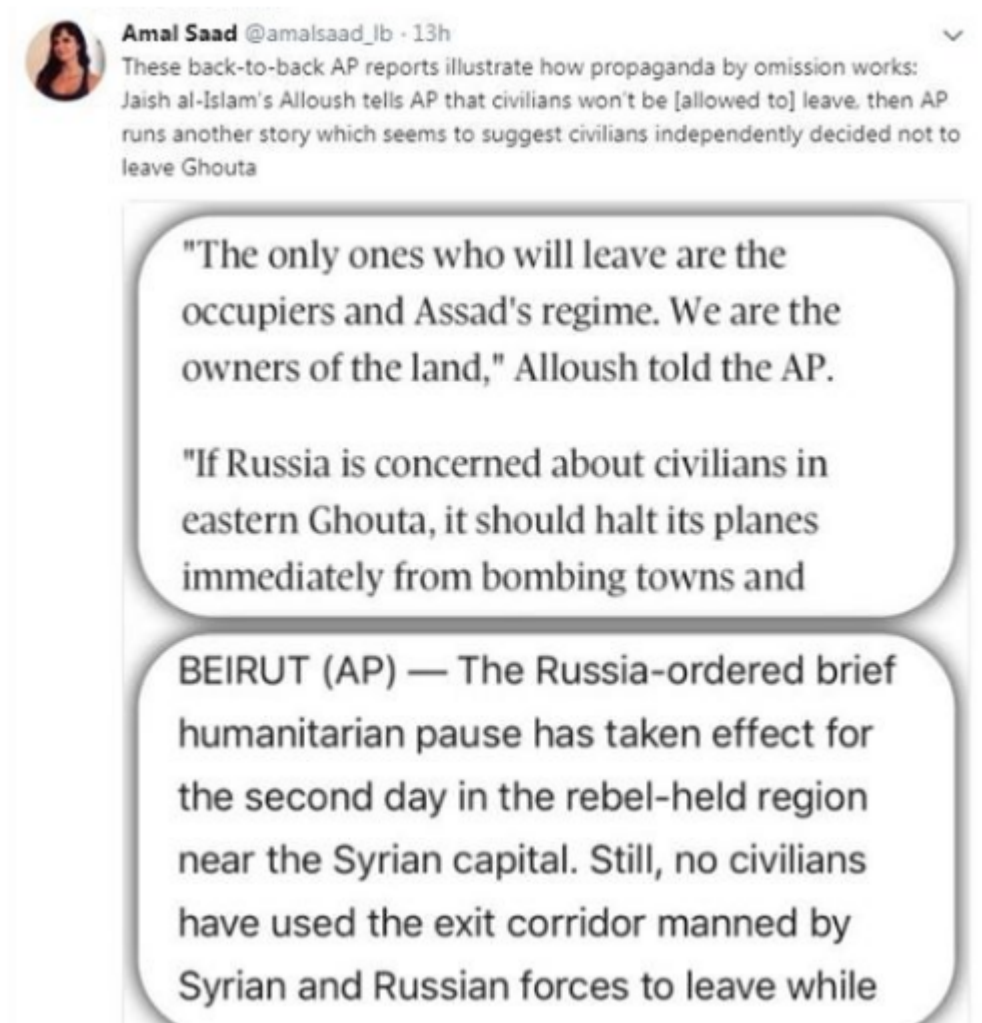 Amal Saad @amalsaad_lb · 13h
These back-to-back AP reports illustrate how propaganda by omission works:
Jaish al-Islam's Alloush tells AP that civilians won't be [allowed to] leave, then AP
runs another story which seems to suggest civilians independently decided not to
leave Ghouta
"The only ones who will leave are the
occupiers and Assad's regime. We are the
owners of the land," Alloush told the AP.
"If Russia is concerned about civilians in
eastern Ghouta, it should halt its planes
immediately from bombing towns and
BEIRUT (AP) — The Russia-ordered brief
humanitarian pause has taken effect for
the second day in the rebel-held region
near the Syrian capital. Still, no civilians
have used the exit corridor manned by
Syrian and Russian forces to leave while